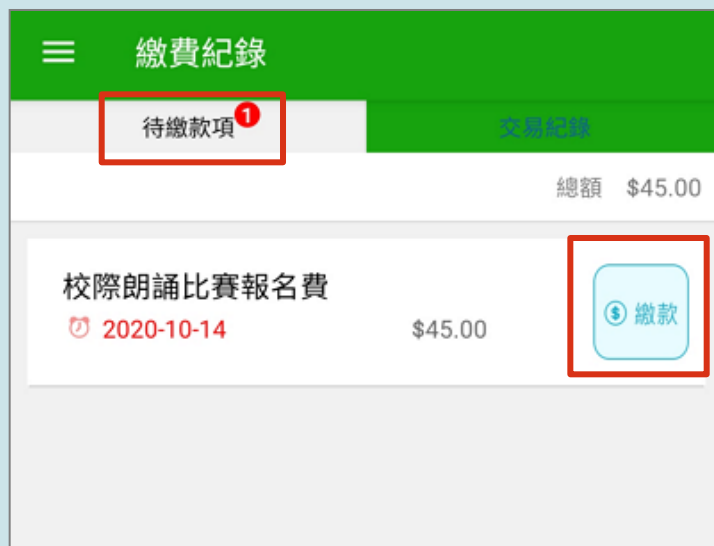 繳費紀錄
待繳款項 1
交易紀錄
總額 $45.00
校際朗誦比賽報名費
2020-10-14 $45.00
$ 繳款